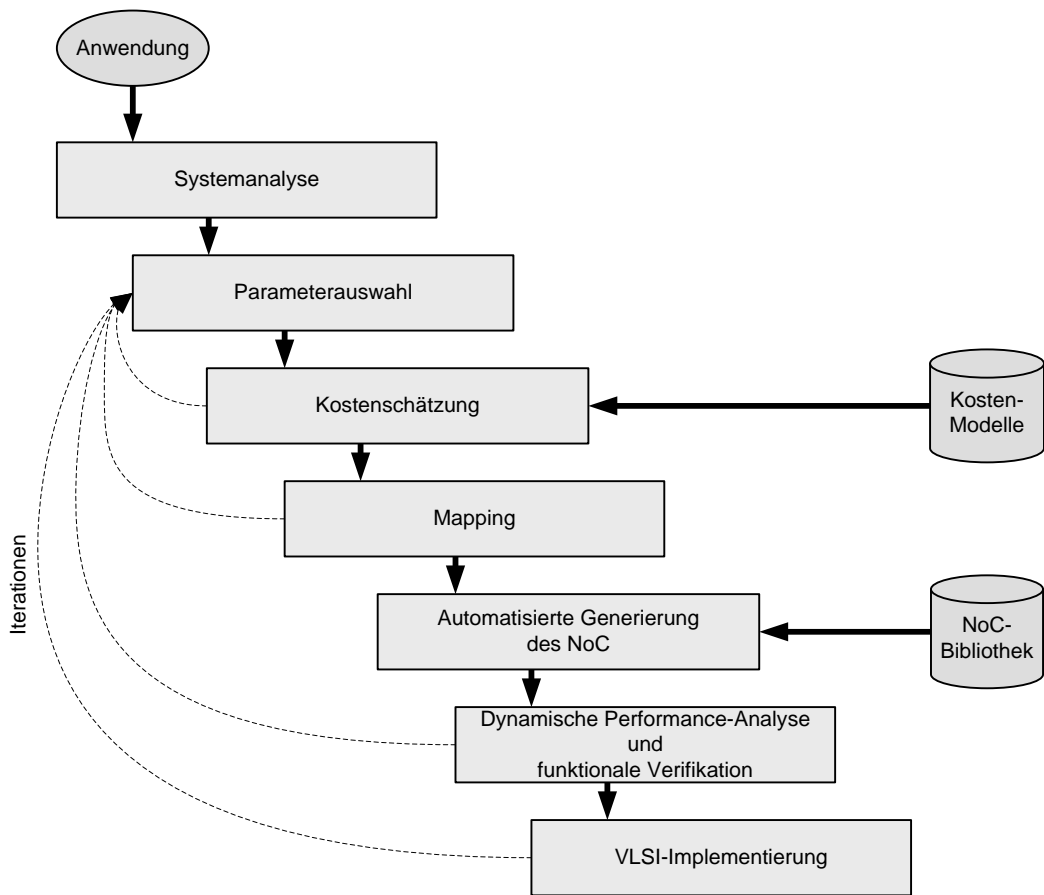 Anwendung
Systemanalyse
Parameterauswahl
Kostenschätzung
Kosten-
Modelle
Mapping
Iterationen
Automatisierte Generierung
des NoC
NoC-
Bibliothek
Dynamische Performance-Analyse
und
funktionale Verifikation
VLSI-Implementierung